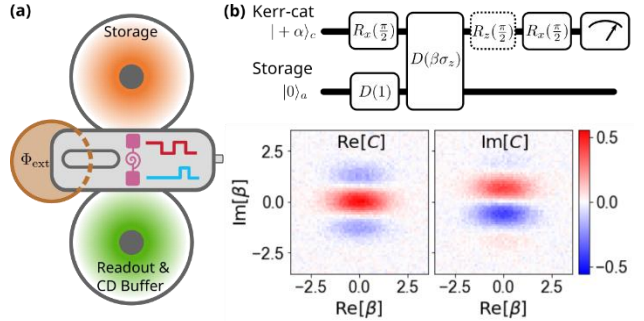 (a)
Storage
Φext
Readout &
CD Buffer
(b)
Kerr-cat
|+α⟩c
Rx(π/2)
D(βσz)
Rz(π/2)
Rx(π/2)
Storage
|0⟩a
D(1)
Re[C]
Im[C]
Im[β]
2.5
0.0
−2.5
−2.5
0.0
2.5
Re[β]
−2.5
0.0
2.5
Re[β]
0.5
0.0
−0.5